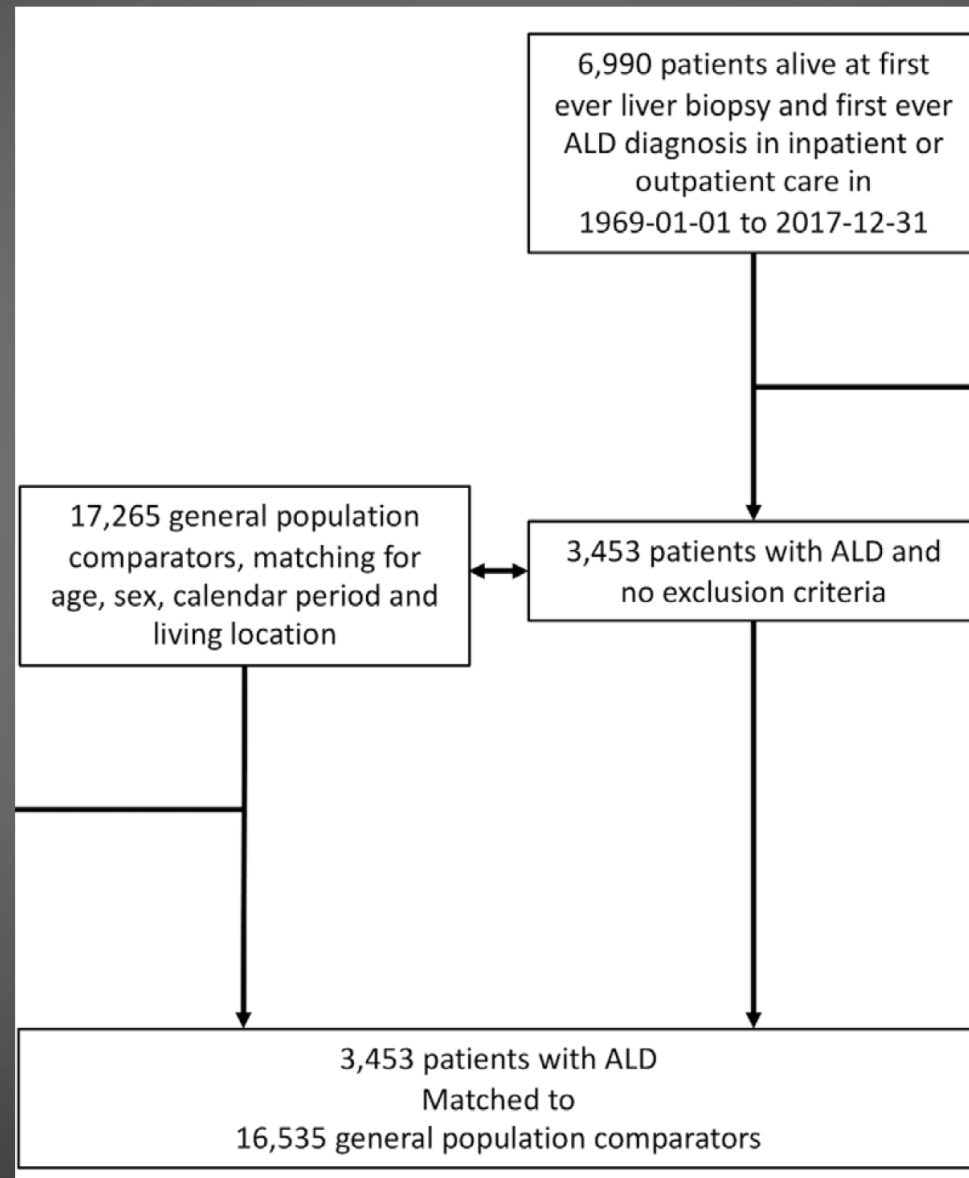 6,990 patients alive at first
ever liver biopsy and first ever
ALD diagnosis in inpatient or
outpatient care in
1969-01-01 to 2017-12-31
17,265 general population
comparators, matching for
age, sex, calendar period and
living location
3,453 patients with ALD and
no exclusion criteria
3,453 patients with ALD
Matched to
16,535 general population comparators